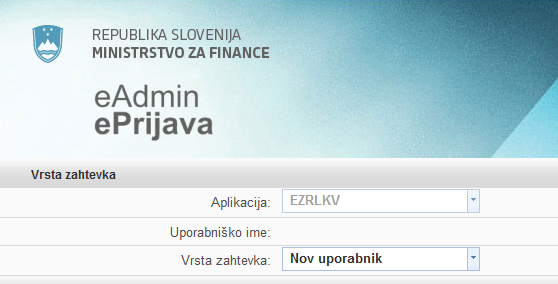 REPUBLIKA SLOVENIJA
MINISTRSTVO ZA FINANCE
eAdmin
ePrijava
Vrsta zahtevka
Aplikacija: EZRLKV
Uporabniško ime:
Vrsta zahtevka: Nov uporabnik